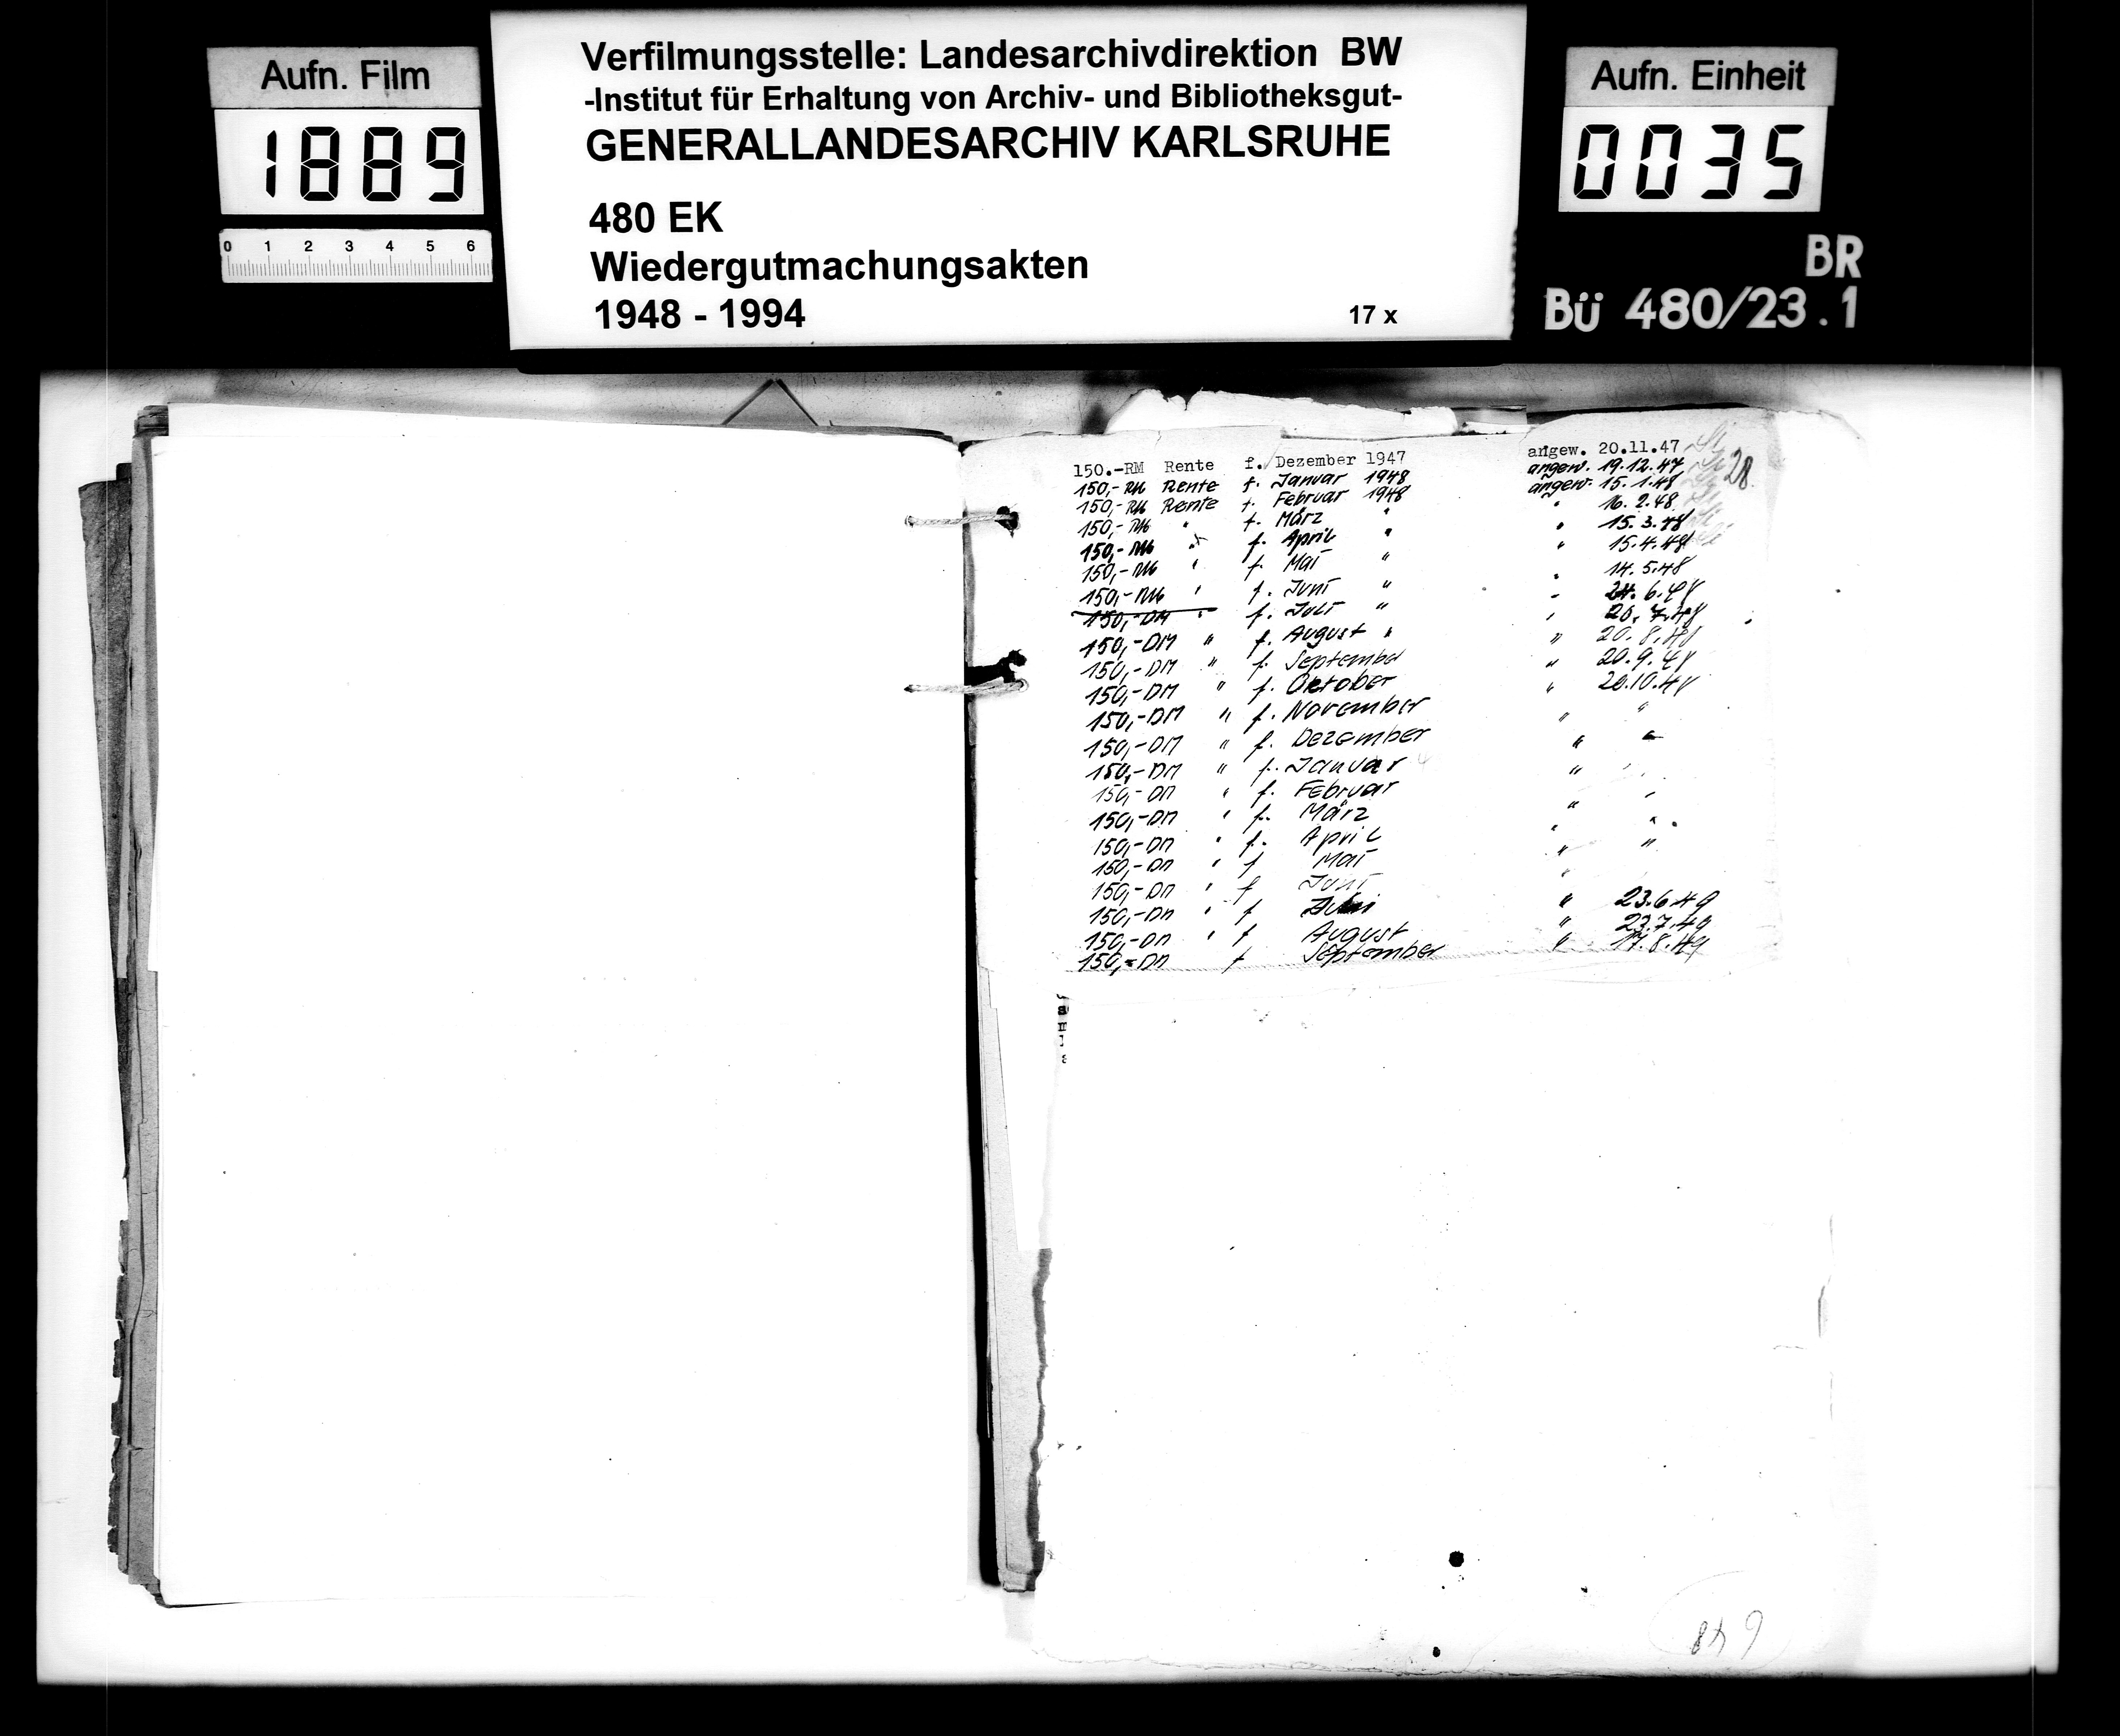 Aufn. Film
1889
0 1 2 3 4 5 6
Verfilmungsstelle: Landesarchivdirektion BW
-Institut für Erhaltung von Archiv- und Bibliotheksgut-
GENERALLANDESARCHIV KARLSRUHE
480 EK
Wiedergutmachungsakten
1948 - 1994
17 x
Aufn. Einheit
0035
BR
Bü 480/23.1
28
150.-RM Rente f. Dezember 1947 angew. 20.11.47
150,- RM Rente f. Januar 1948 angew. 19.12.47
150,- RM Rente f. Februar 1948 angew. 15.1.48
150,- RM " f. März " " 16.2.48
150,- RM " f. April " " 15.3.48
150,- RM " f. Mai " " 15.4.48
150,- RM " f. Juni " " 14.5.48
150,- DM " f. Juli " " 24.6.48
150,- DM " f. August " " 20.7.48
150,- DM " f. September " 20.8.48
150,- DM " f. Oktober " 20.9.48
150,- DM " f. November " 20.10.48
150,- DM " f. Dezember " "
150,- DM " f. Januar " "
150,- DM " f. Februar " "
150,- DM " f. März " "
150,- DM " f. April " "
150,- DM " f Mai " "
150,- DM " f Juni "
150,- DM " f Juli " 23.6.49
150,- DM " f August " 23.7.49
150,- DM f September " 17.8.49